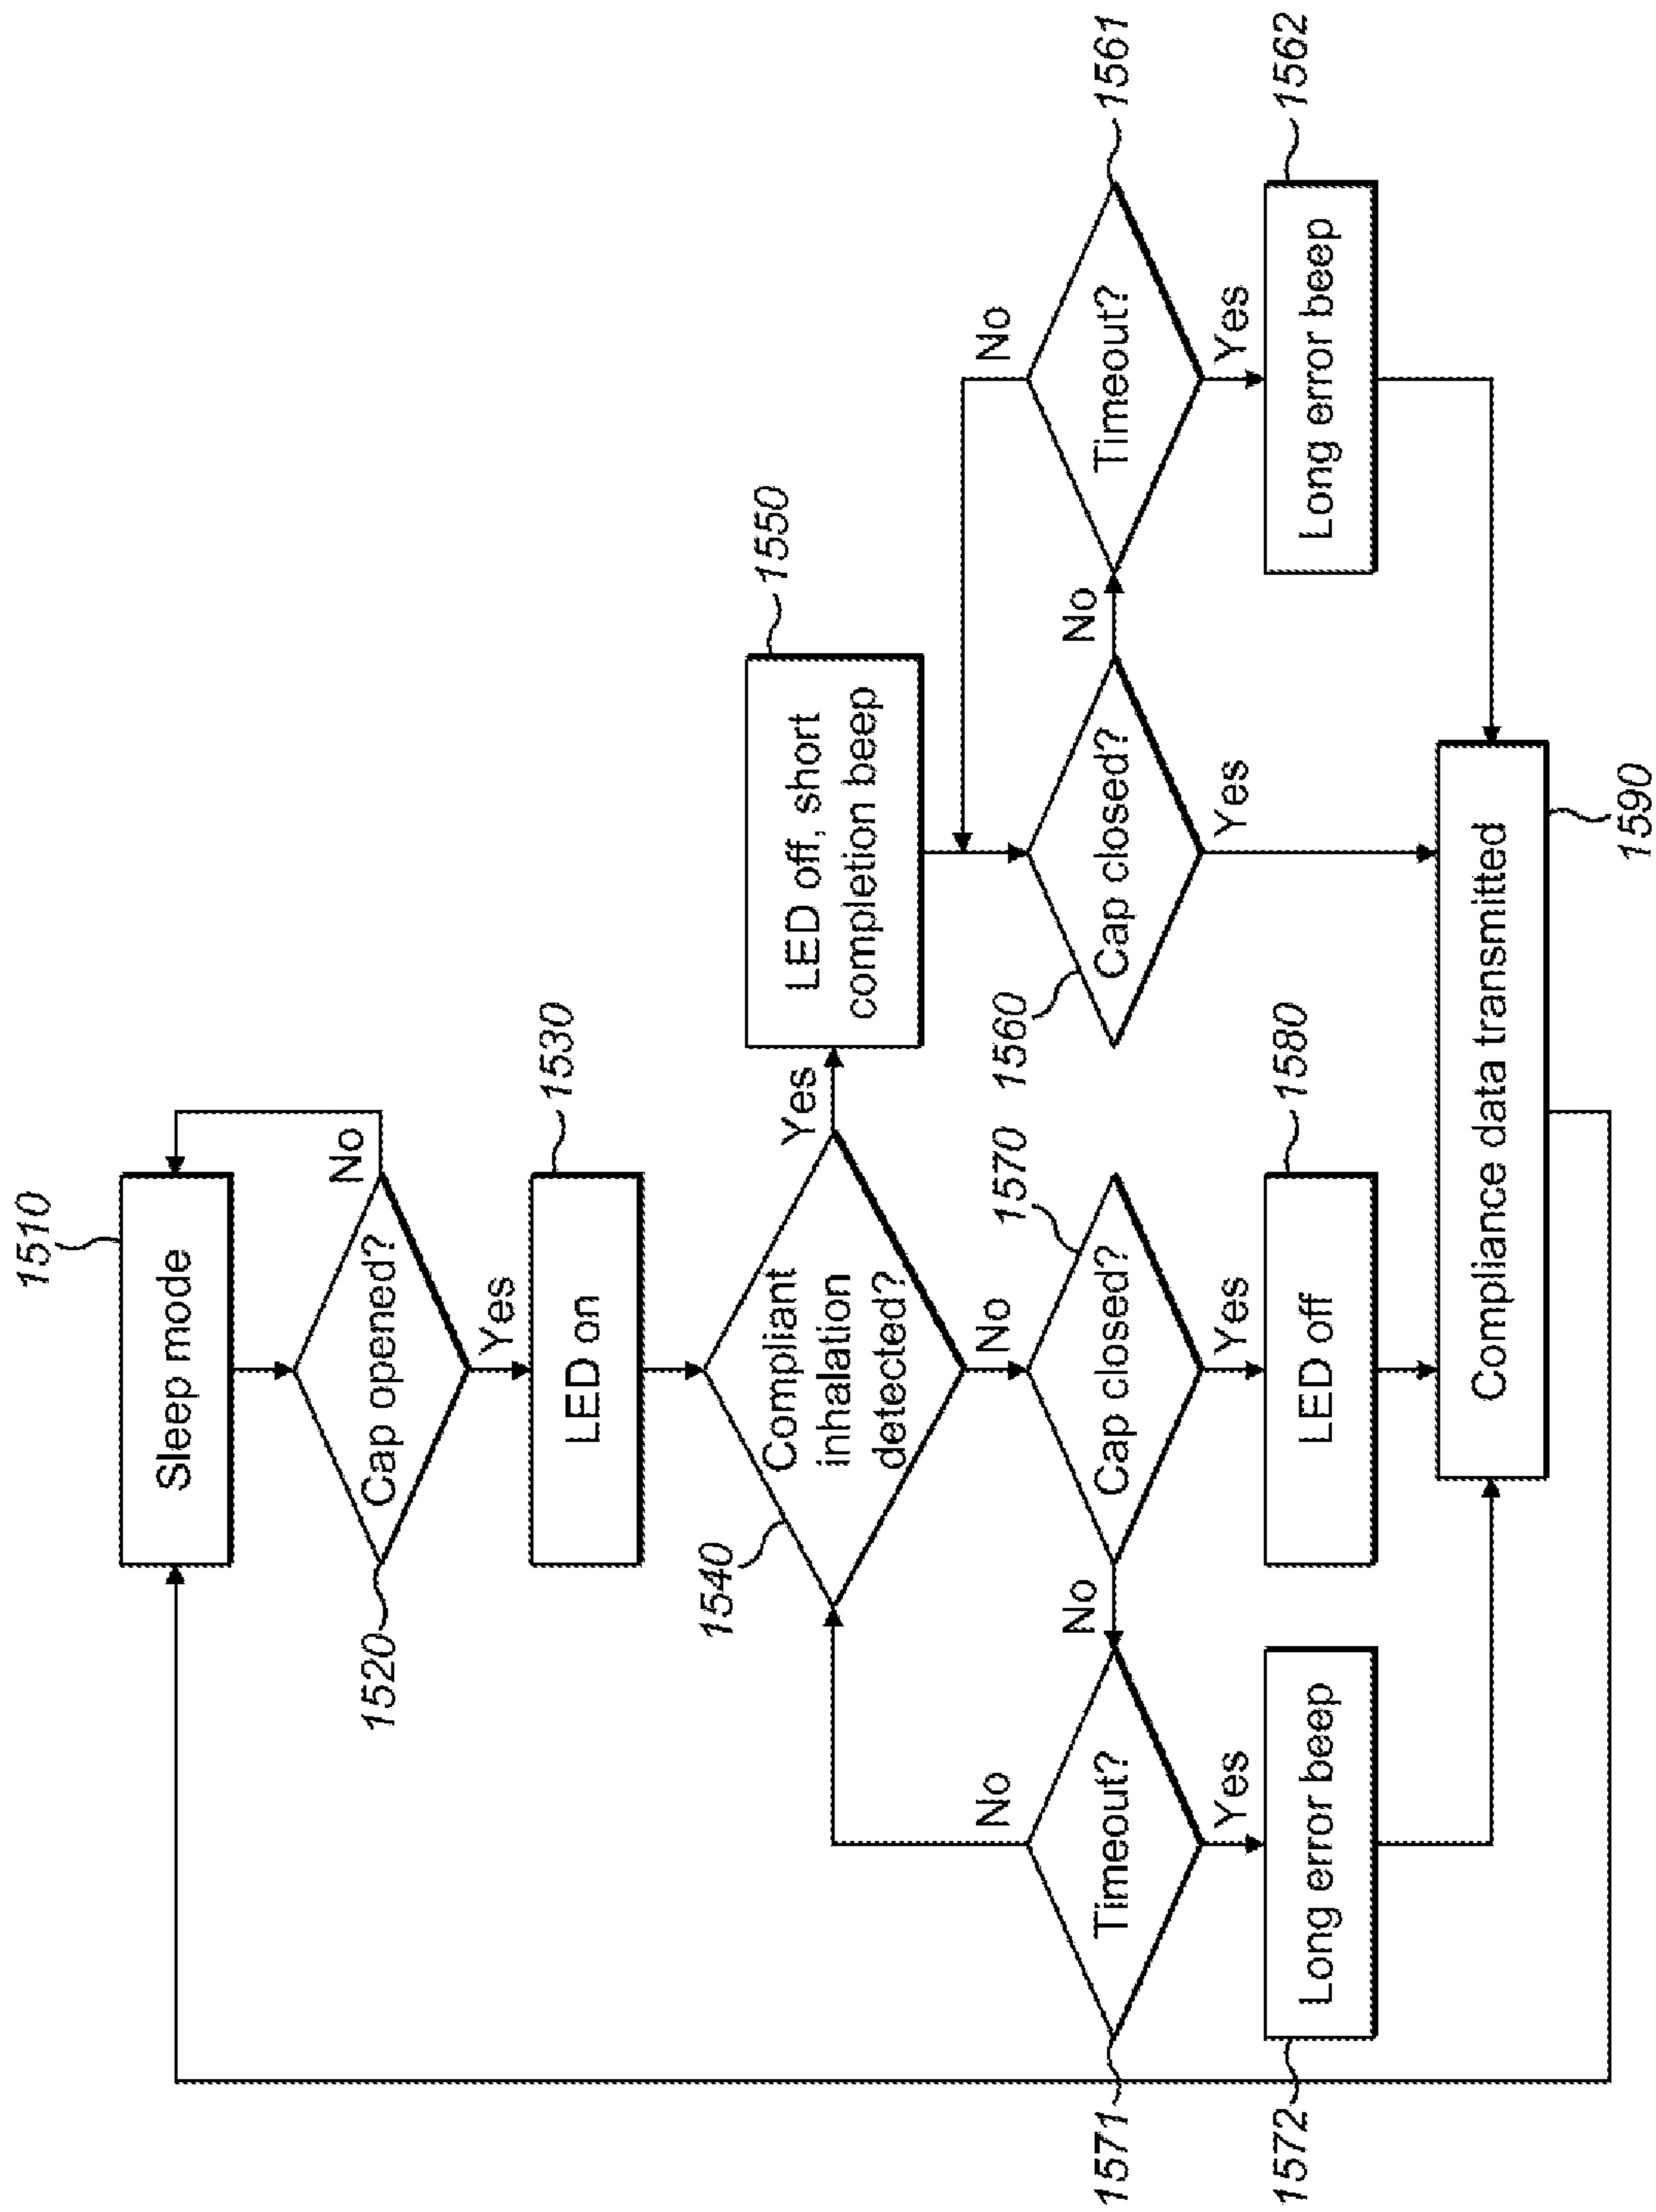 1510
Sleep mode
Cap opened?
No
1520
Yes
LED on
1530
Compliant
inhalation
detected?
1540
Yes
LED off, short
completion beep
1550
No
No
Timeout?
1571
No
Cap closed?
1570
1560
Cap closed?
No
Timeout?
1561
No
Yes
Yes
Yes
Yes
Long error beep
1572
LED off
1580
Long error beep
1562
Compliance data transmitted
1590